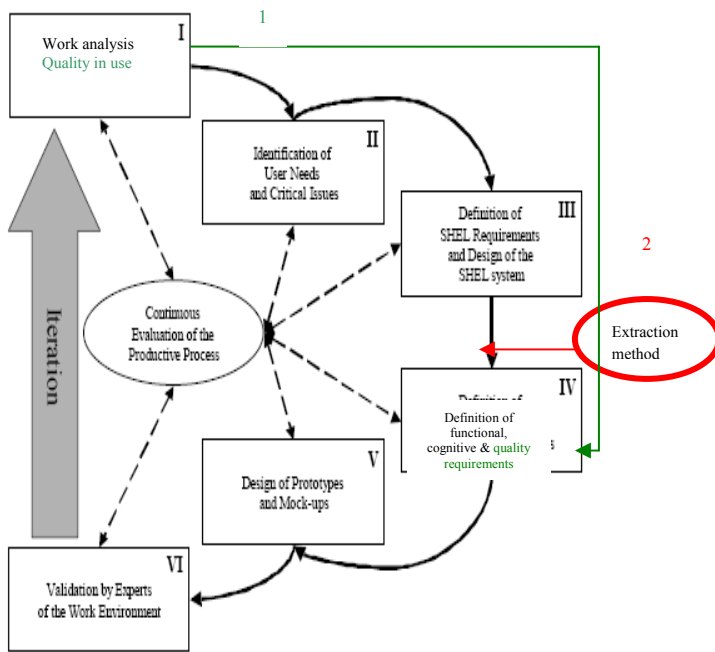 1
I
Work analysis
Quality in use
II
Identification of
User Needs
and Critical Issues
III
Definition of
SHEL Requirements
and Design of the
SHEL system
2
Continuous
Evaluation of the
Productive Process
Iteration
Extraction
method
IV
Definition of
functional,
cognitive & quality
requirements
V
Design of Prototypes
and Mock-ups
VI
Validation by Experts
of the Work Environment